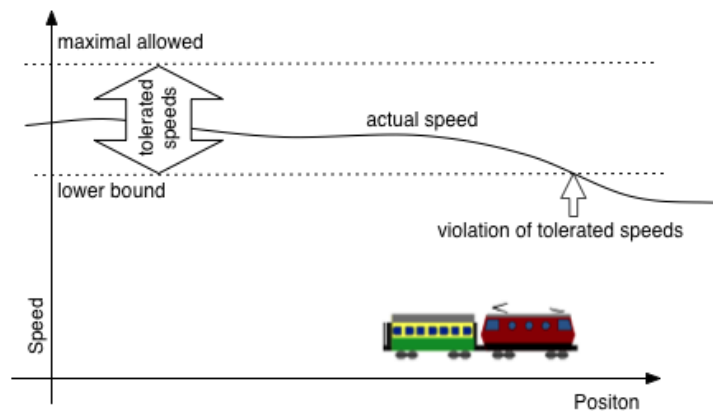 maximal allowed
tolerated
speeds
actual speed
lower bound
violation of tolerated speeds
Speed
Positon